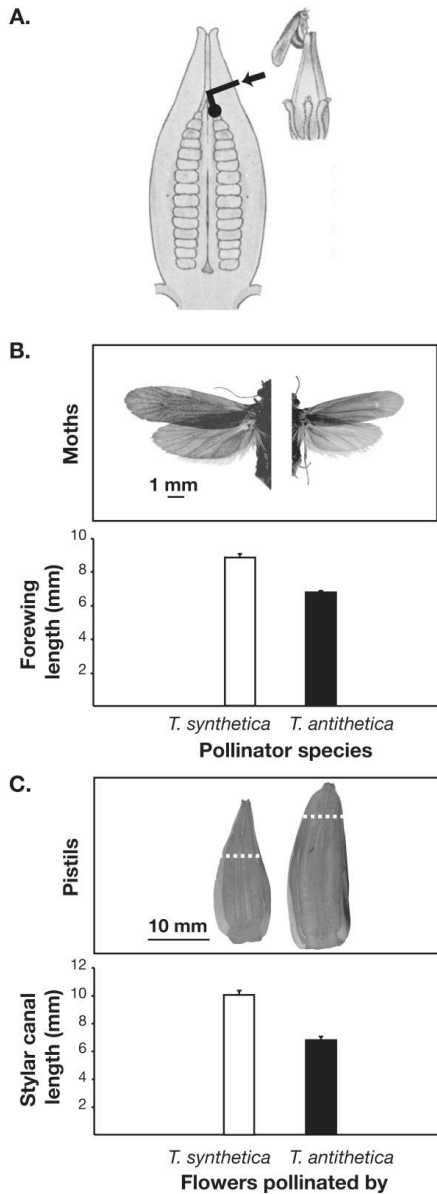 A.
B.
Moths
1 mm
10
8
6
4
2
Forewing
length (mm)
T. synthetica T. antithetica
Pollinator species
C.
Pistils
10 mm
12
10
8
6
4
2
Stylar canal
length (mm)
T. synthetica T. antithetica
Flowers pollinated by